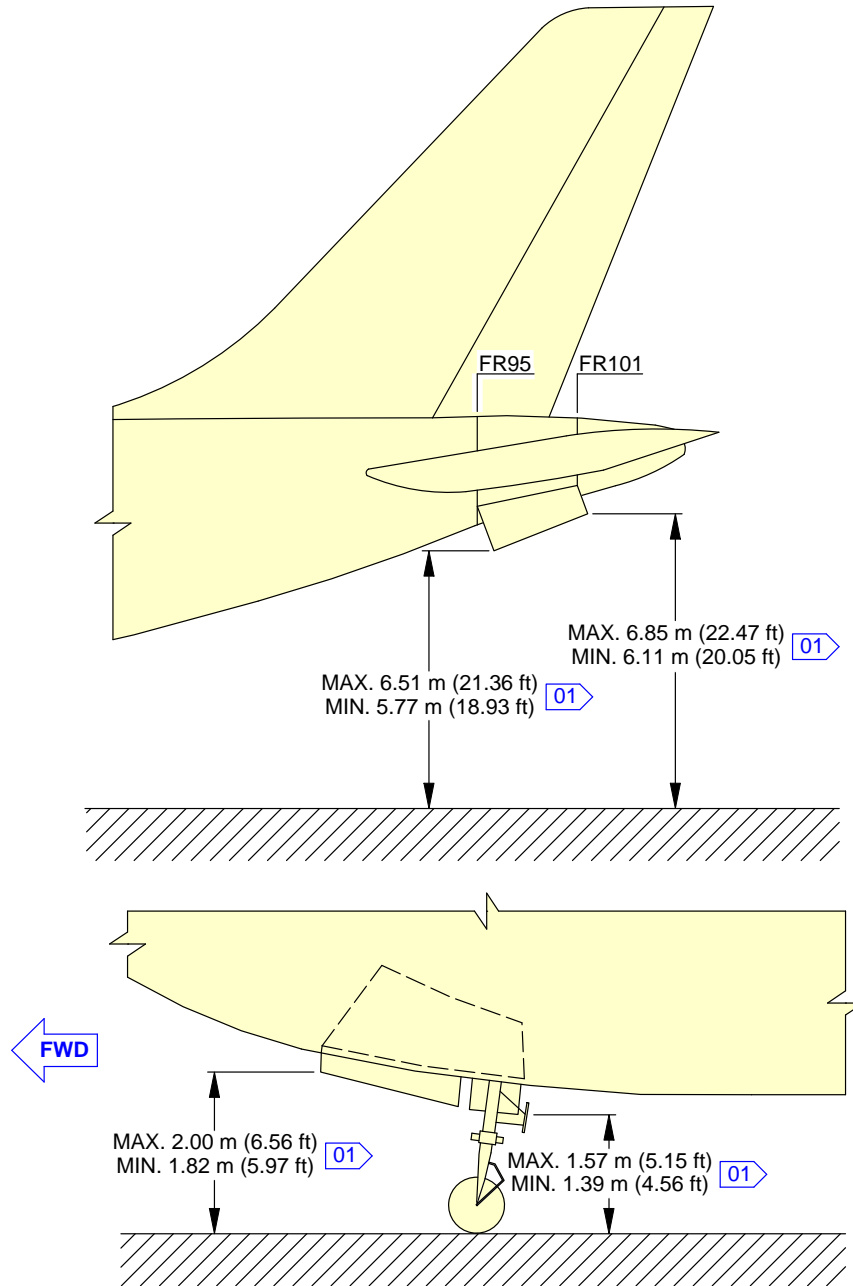 FR95
FR101
MAX. 6.85 m (22.47 ft)
MIN. 6.11 m (20.05 ft)
01
MAX. 6.51 m (21.36 ft)
MIN. 5.77 m (18.93 ft)
01
FWD
MAX. 2.00 m (6.56 ft)
MIN. 1.82 m (5.97 ft)
01
MAX. 1.57 m (5.15 ft)
MIN. 1.39 m (4.56 ft)
01